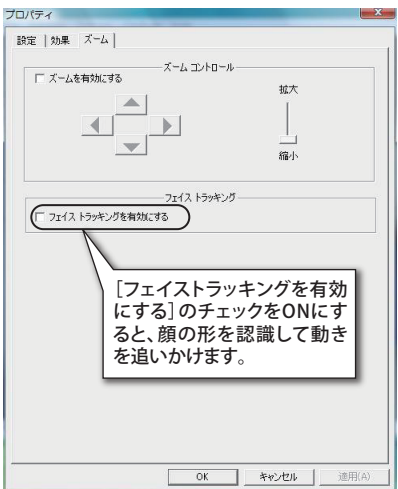 プロパティ
設定 効果 ズーム
ズーム コントロール
ズームを有効にする
拡大
縮小
フェイス トラッキング
フェイス トラッキングを有効にする
[フェイストラッキングを有効
にする]のチェックをONにす
ると、顔の形を認識して動き
を追いかけます。
OK キャンセル 適用(A)